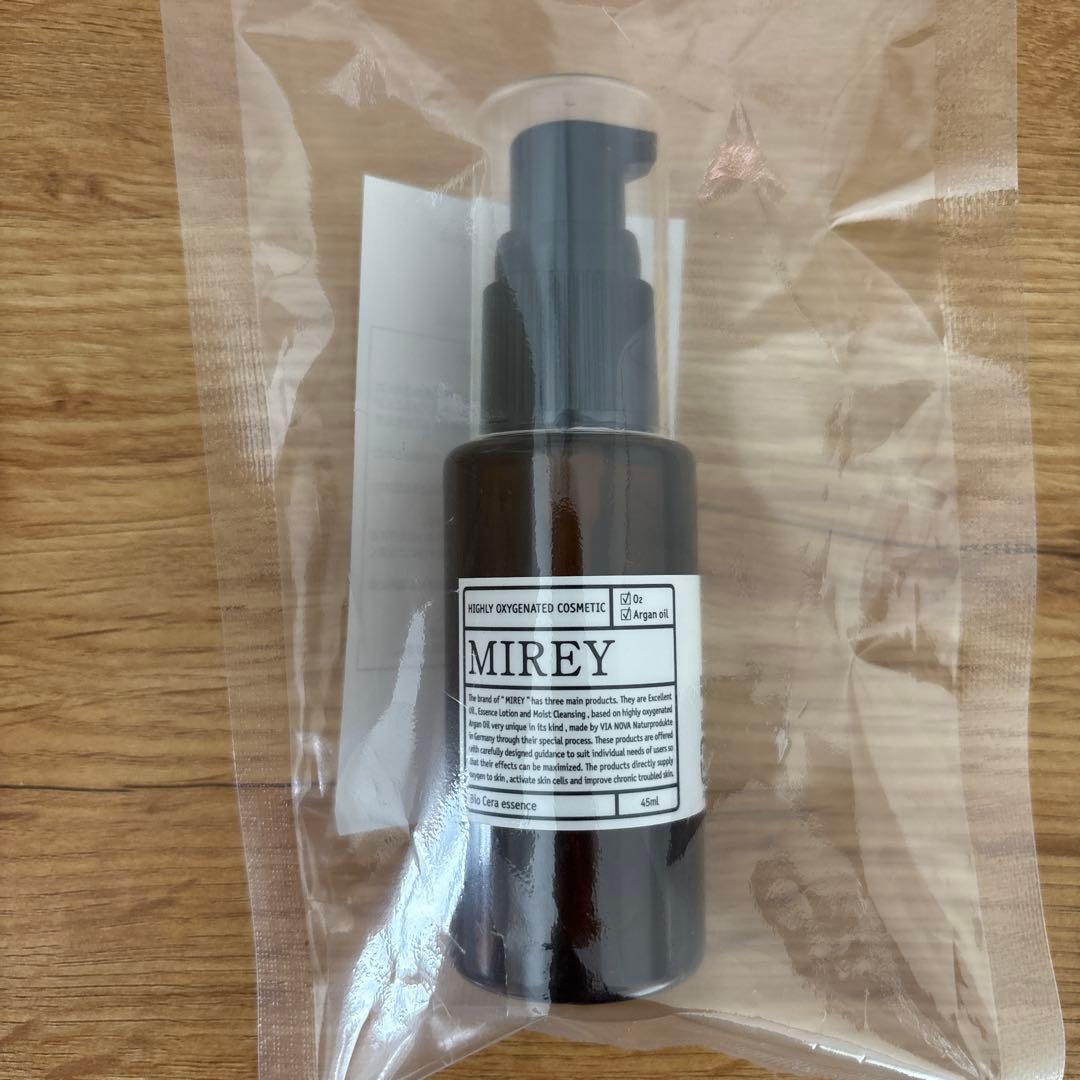 HIGHLY OXYGENATED COSMETIC
☑ O₂
☑ Argan oil
MIREY
The brand of " MIREY " has three main products. They are Excellent
Oil , Essence Lotion and Moist Cleansing , based on highly oxygenated
Argan Oil very unique in its kind , made by VIA NOVA Naturprodukte
in Germany through their special process. These products are offered
with carefully designed guidance to suit individual needs of users so
that their effects can be maximized. The products directly supply
oxygen to skin , activate skin cells and improve chronic troubled skin.
Bio Cera essence
45ml